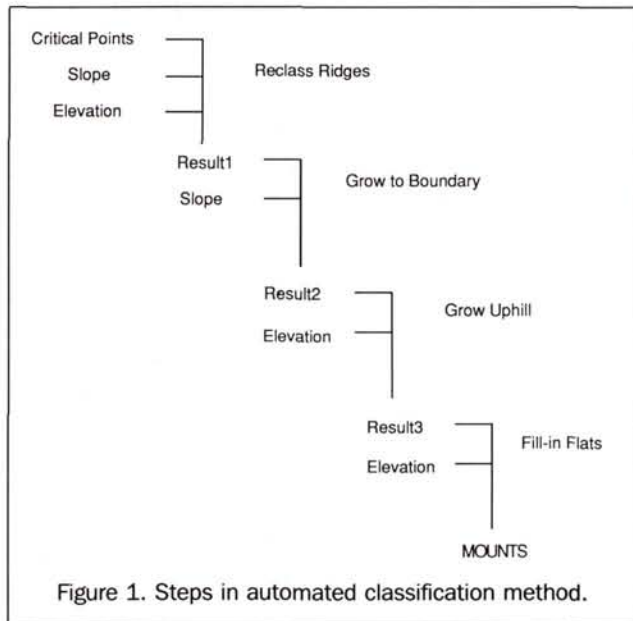 Critical Points
Slope
Reclass Ridges
Elevation
Result1
Grow to Boundary
Slope
Result2
Grow Uphill
Elevation
Result3
Fill-in Flats
Elevation
MOUNTS
Figure 1. Steps in automated classification method.